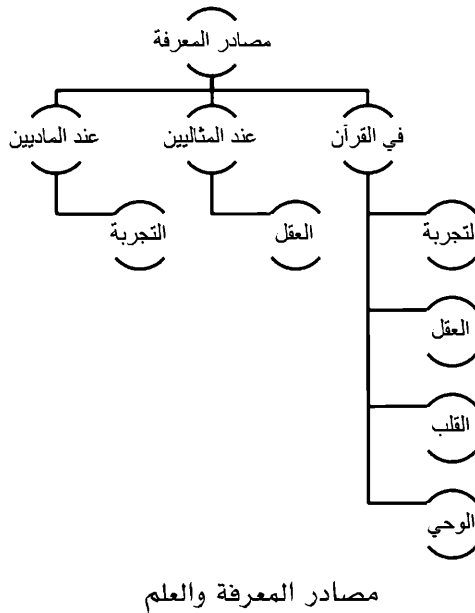 مصادر المعرفة
في القرآن
عند المثاليين
عند الماديين
لتجربة
العقل
القلب
الوحي
العقل
التجربة
مصادر المعرفة والعلم